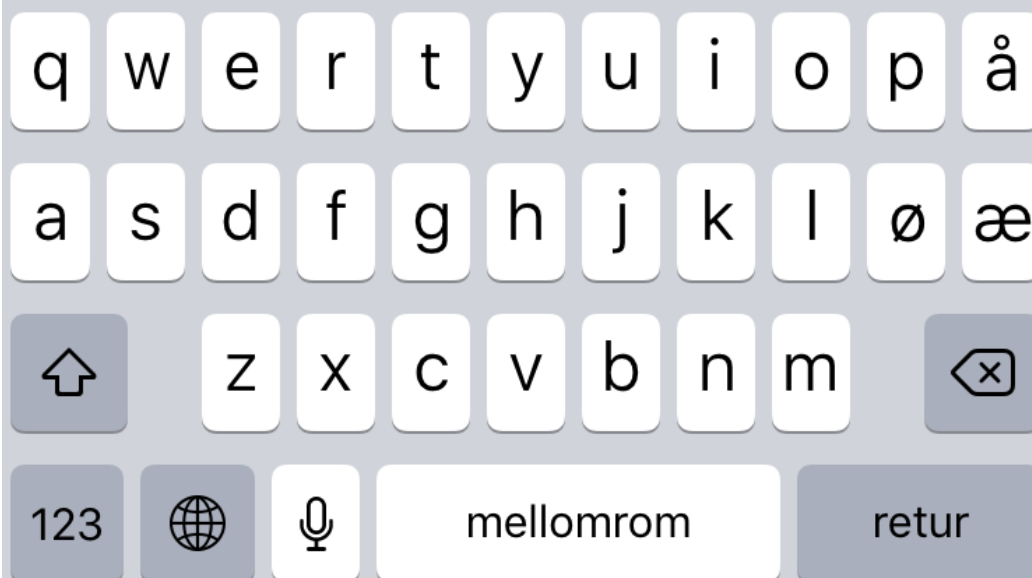 q w e r t y u i o p å
a s d f g h j k l ø æ
z x c v b n m
123 mellomrom retur